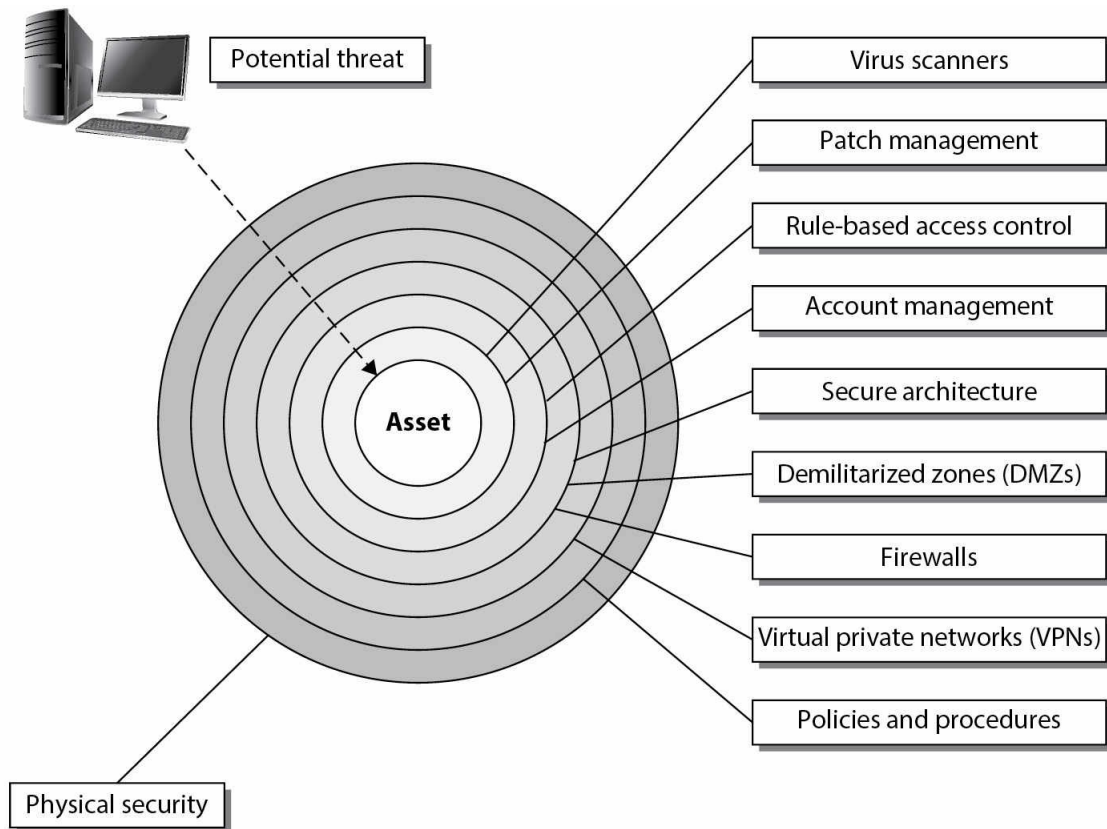 Potential threat
Virus scanners
Patch management
Rule-based access control
Account management
Asset
Secure architecture
Demilitarized zones (DMZs)
Firewalls
Virtual private networks (VPNs)
Policies and procedures
Physical security